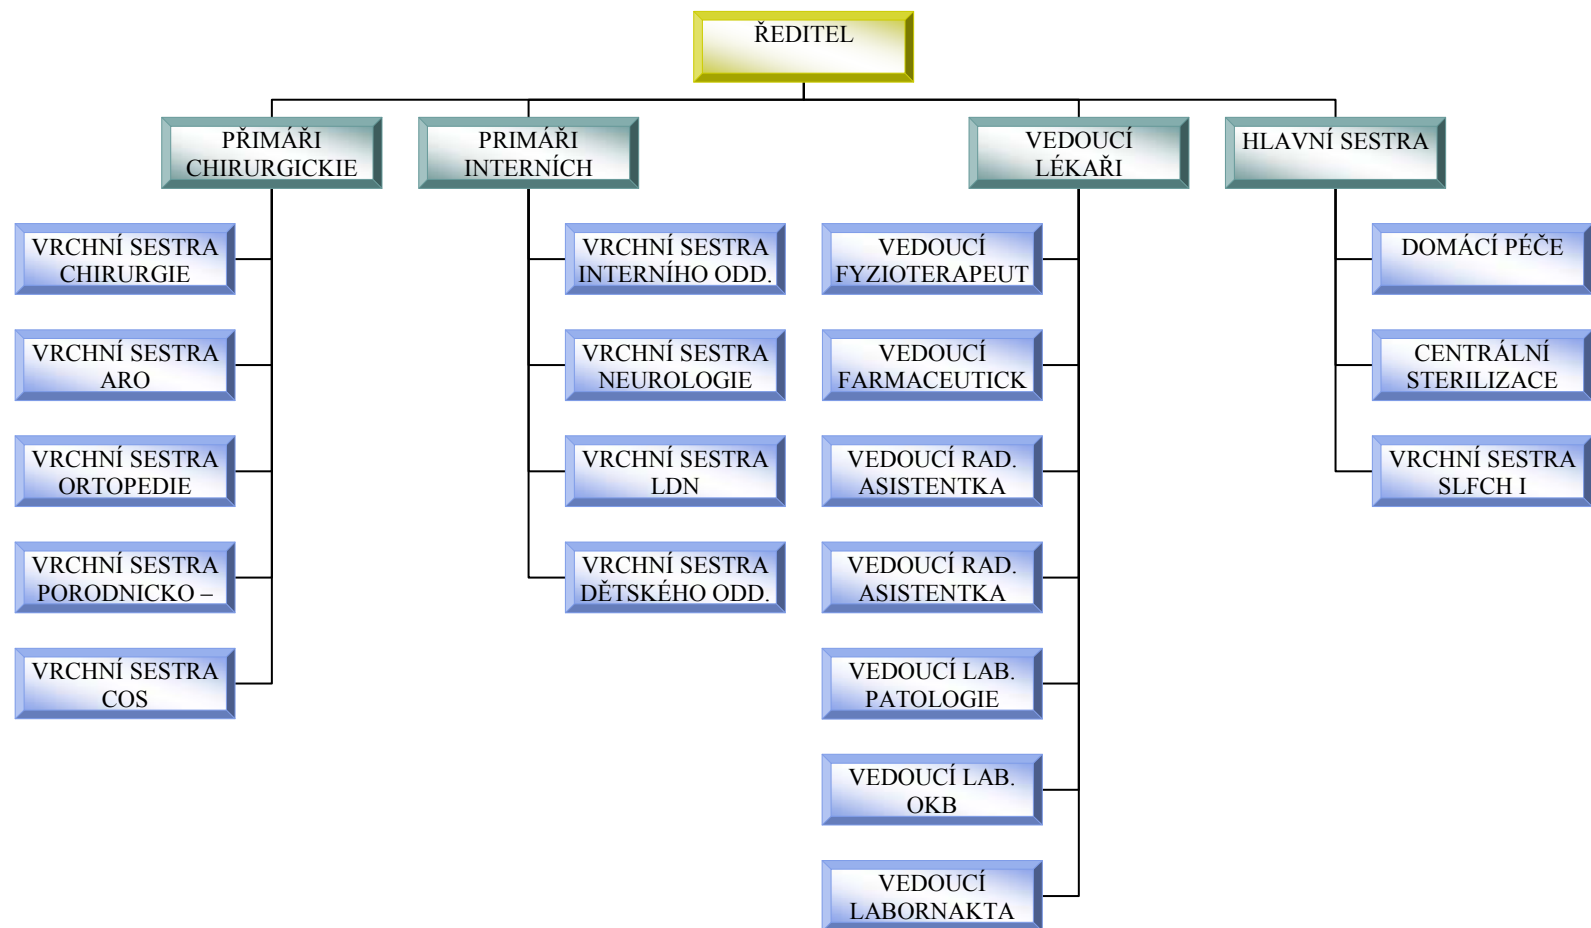 ŘEDITEL
PŘIMÁŘI
CHIRURGICKIE
PRIMÁŘI
INTERNÍCH
VEDOUCÍ
LÉKAŘI
HLAVNÍ SESTRA
VRCHNÍ SESTRA
CHIRURGIE
VRCHNÍ SESTRA
ARO
VRCHNÍ SESTRA
ORTOPEDIE
VRCHNÍ SESTRA
PORODNICKO –
VRCHNÍ SESTRA
COS
VRCHNÍ SESTRA
INTERNÍHO ODD.
VRCHNÍ SESTRA
NEUROLOGIE
VRCHNÍ SESTRA
LDN
VRCHNÍ SESTRA
DĚTSKÉHO ODD.
VEDOUCÍ
FYZIOTERAPEUT
VEDOUCÍ
FARMACEUTICK
VEDOUCÍ RAD.
ASISTENTKA
VEDOUCÍ RAD.
ASISTENTKA
VEDOUCÍ LAB.
PATOLOGIE
VEDOUCÍ LAB.
OKB
VEDOUCÍ
LABORNAKTA
DOMÁCÍ PÉČE
CENTRÁLNÍ
STERILIZACE
VRCHNÍ SESTRA
SLFCH I